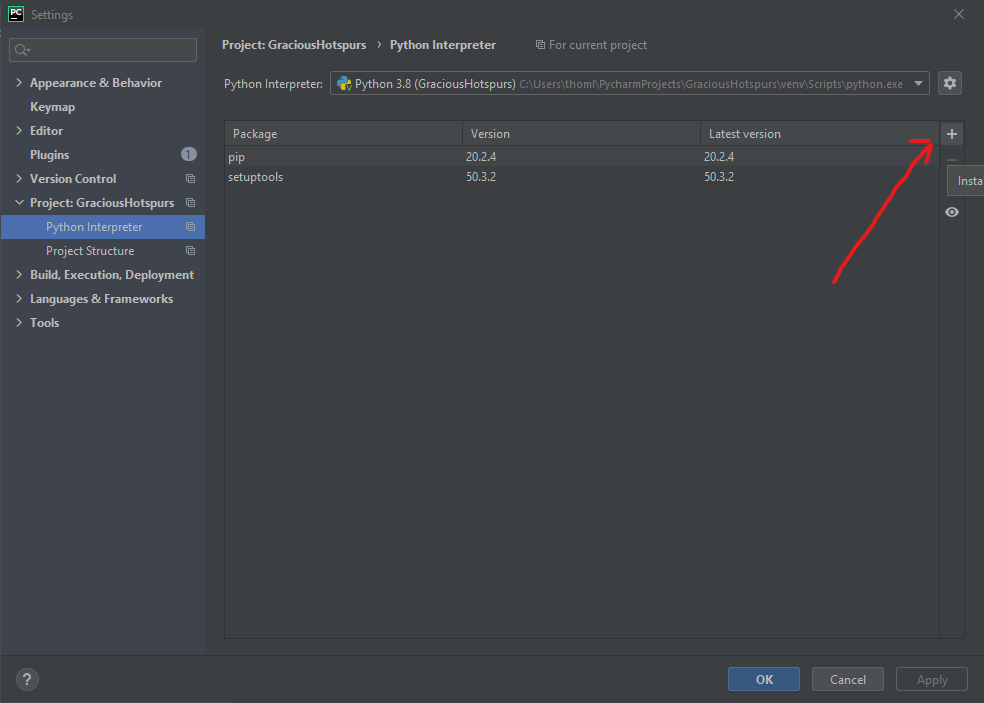 PC Settings
Project: GraciousHotspurs › Python Interpreter For current project
Appearance & Behavior
Keymap
Editor
Plugins 1
Version Control
Project: GraciousHotspurs
Python Interpreter
Project Structure
Build, Execution, Deployment
Languages & Frameworks
Tools
Python Interpreter: Python 3.8 (GraciousHotspurs) C:\Users\thoml\PycharmProjects\GraciousHotspurs\venv\Scripts\python.exe
Package Version Latest version
pip 20.2.4 20.2.4
setuptools 50.3.2 50.3.2
Insta
? OK Cancel Apply